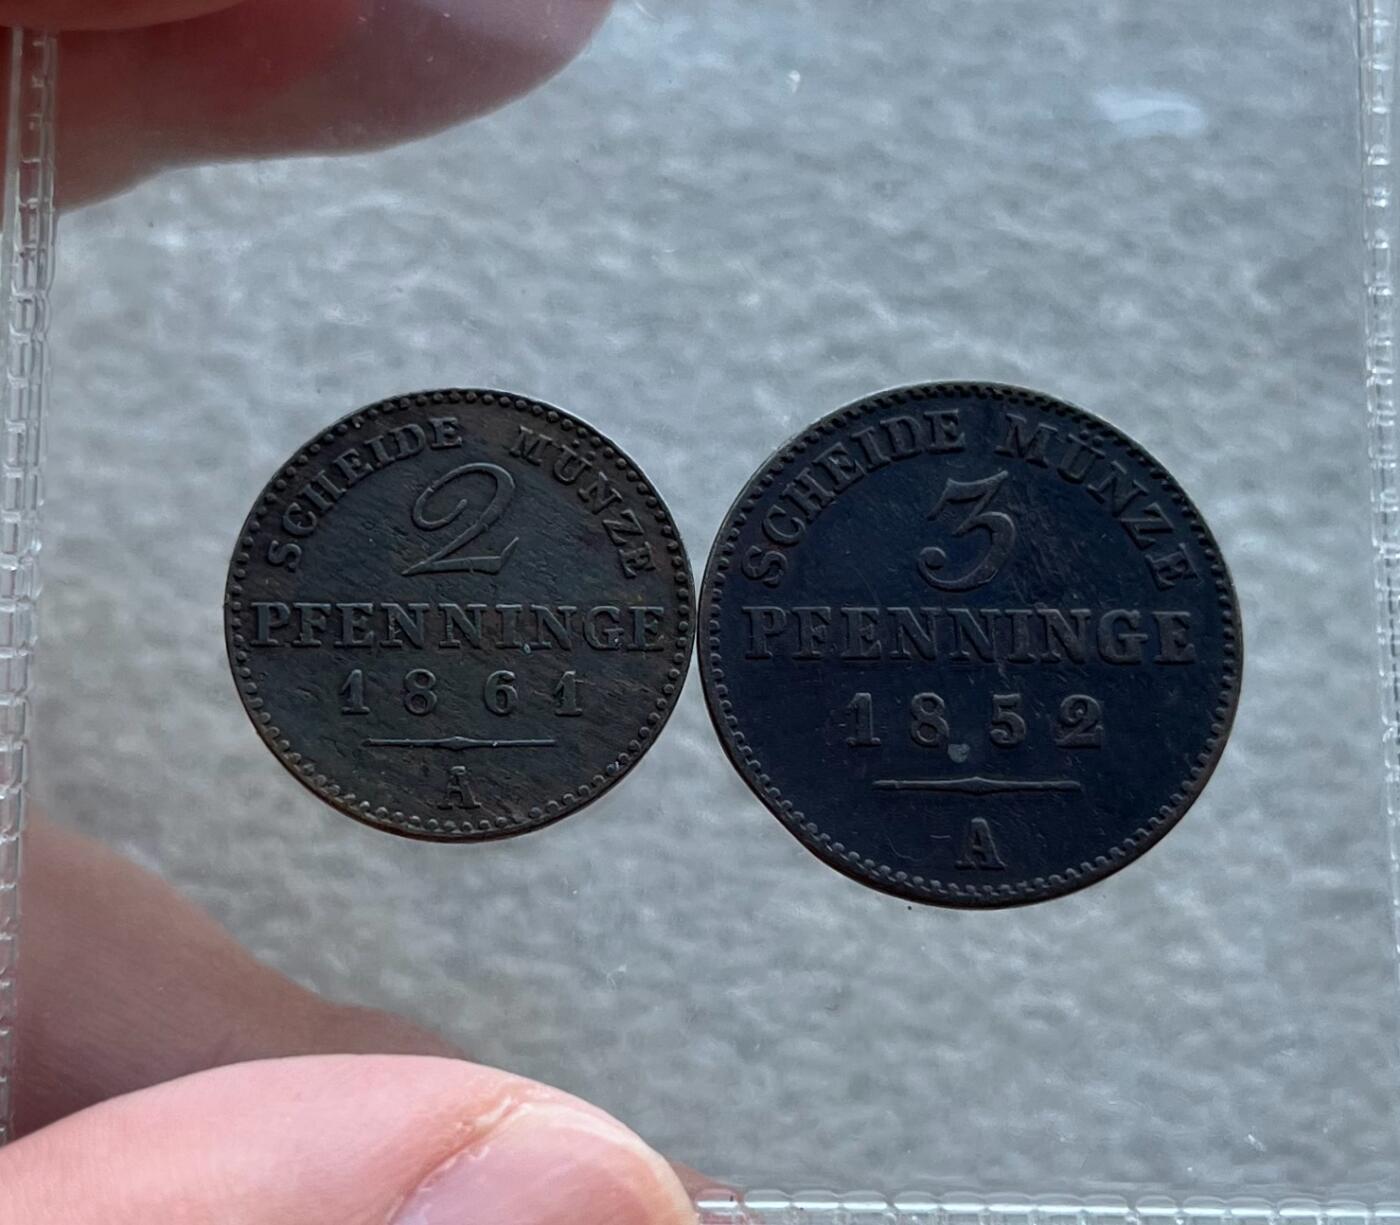 SCHEIDE MÜNZE
2
PFENNINGE
1861
A
SCHEIDE MÜNZE
3
PFENNINGE
1852
A